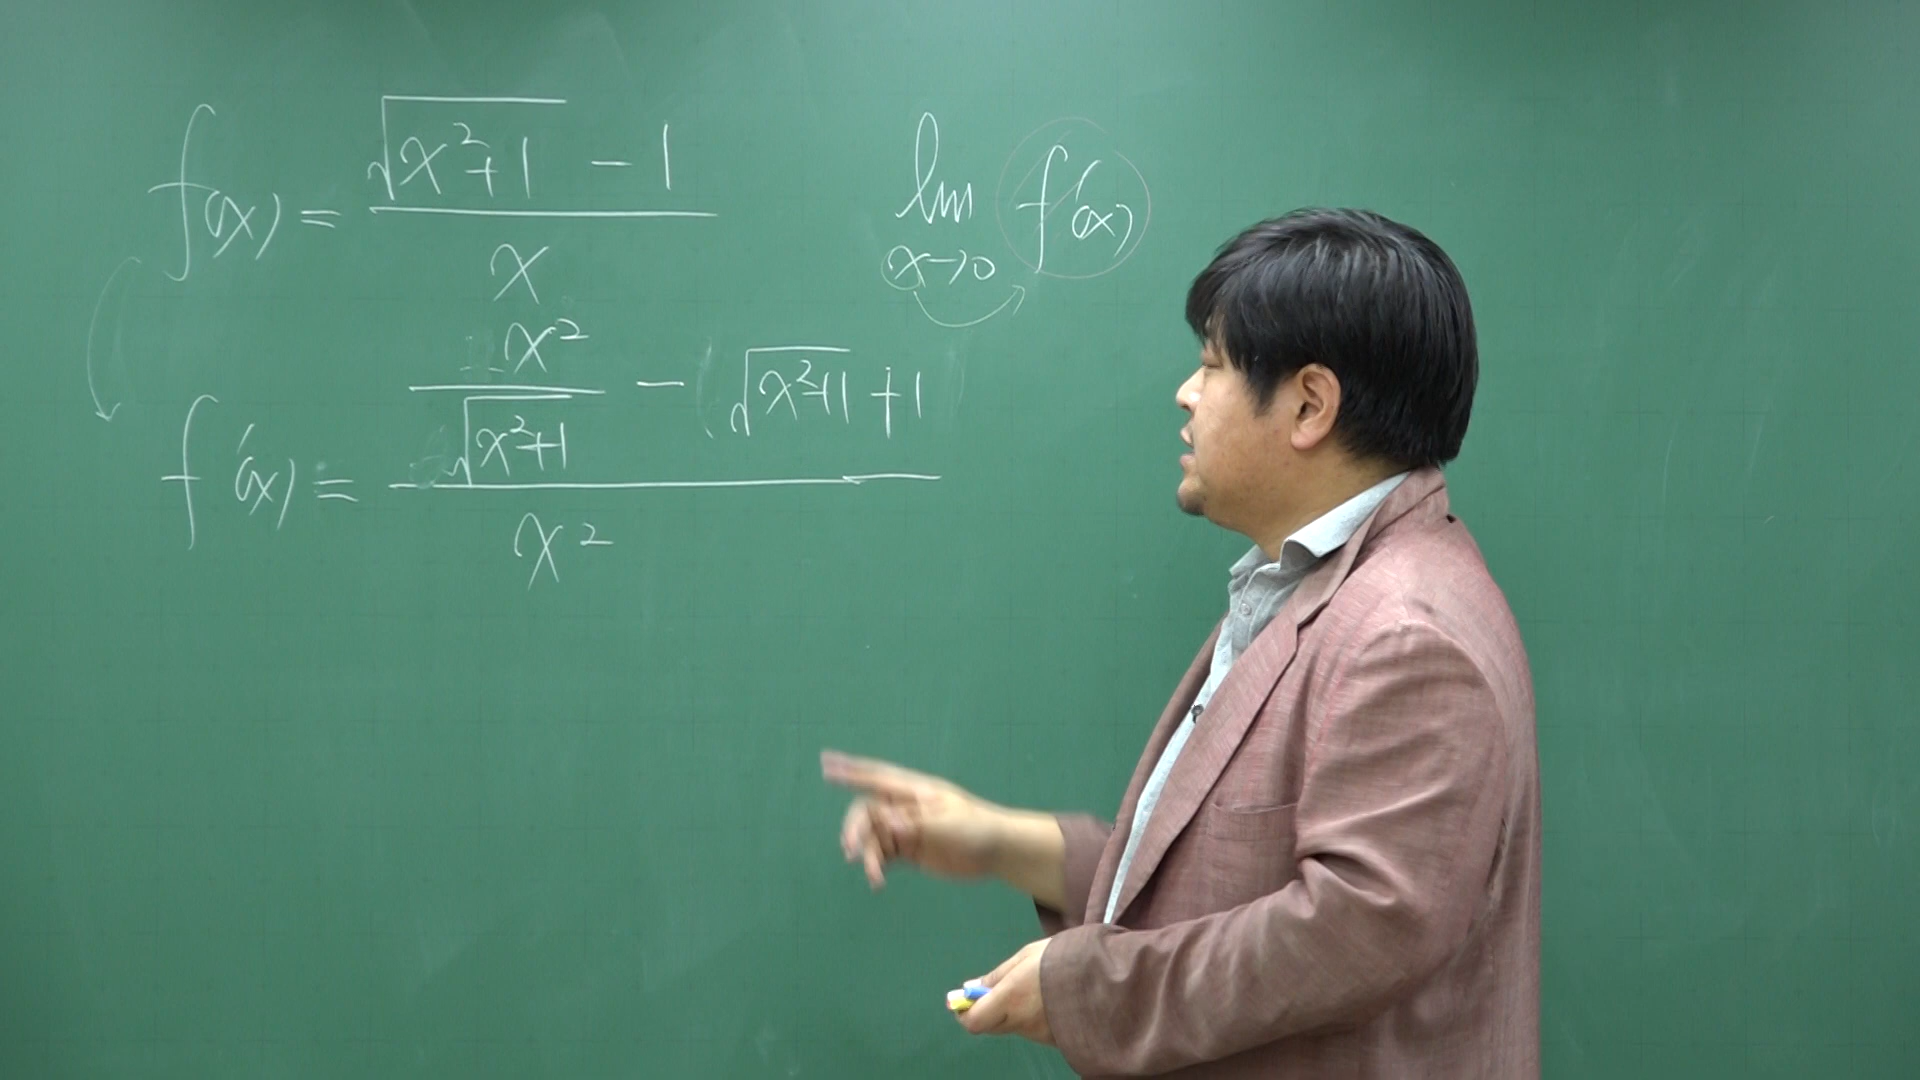 f(x) = (√(x²+1) - 1) / x
lim x→0 f'(x)
f'(x) = (x²/√(x²+1) - √(x²+1) + 1) / x²